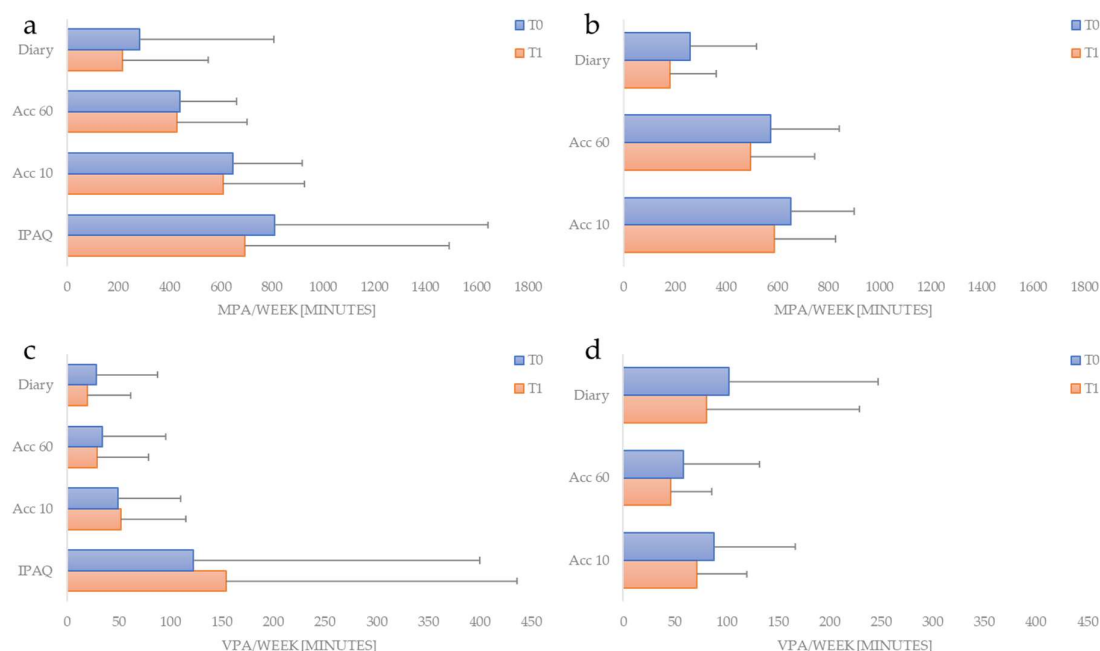 a
T0
T1
Diary
Acc 60
Acc 10
IPAQ
0 200 400 600 800 1000 1200 1400 1600 1800
MPA/WEEK [MINUTES]
b
T0
T1
Diary
Acc 60
Acc 10
0 200 400 600 800 1000 1200 1400 1600 1800
MPA/WEEK [MINUTES]
c
T0
T1
Diary
Acc 60
Acc 10
IPAQ
0 50 100 150 200 250 300 350 400 450
VPA/WEEK [MINUTES]
d
T0
T1
Diary
Acc 60
Acc 10
0 50 100 150 200 250 300 350 400 450
VPA/WEEK [MINUTES]